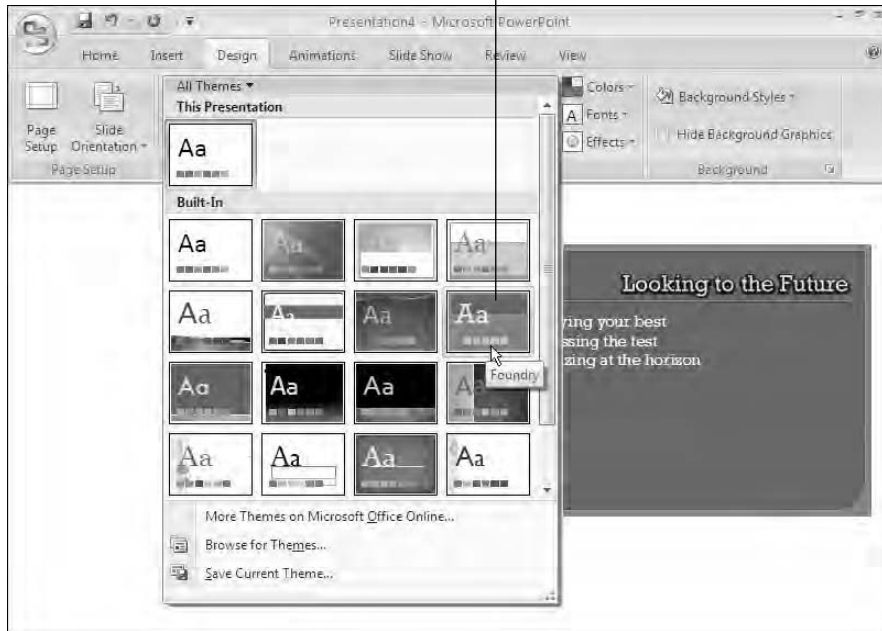 Presentation4 - Microsoft PowerPoint
Home Insert Design Animations Slide Show Review View
Page Setup
Slide Orientation
Page Setup
All Themes
This Presentation
Aa
Built-In
Aa Aa Aa Aa
Aa Aa Aa Aa
Foundry
Aa Aa Aa Aa
Aa Aa Aa Aa
More Themes on Microsoft Office Online...
Browse for Themes...
Save Current Theme...
Colors
A Fonts
Effects
Background Styles
Hide Background Graphics
Background
Looking to the Future
ying your best
ssing the test
zing at the horizon